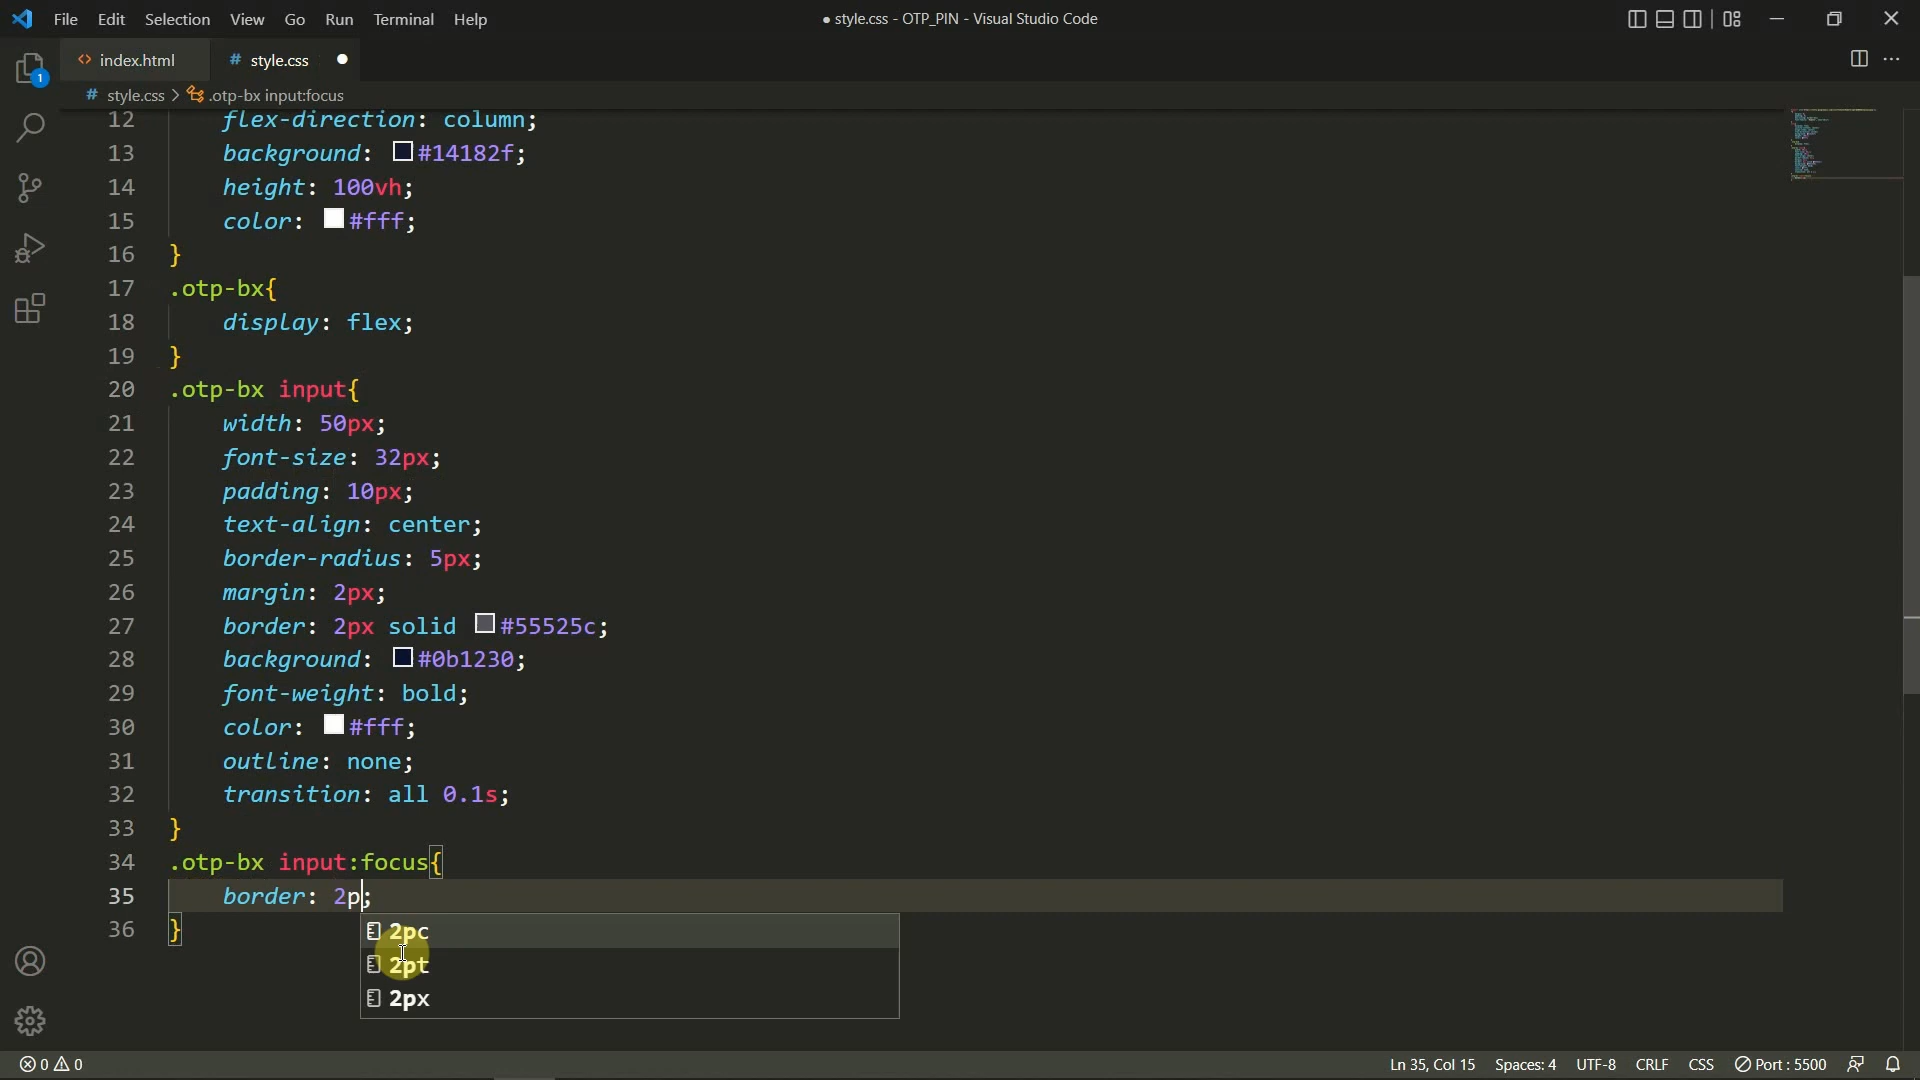 File Edit Selection View Go Run Terminal Help
● style.css - OTP_PIN - Visual Studio Code
1
<> index.html
# style.css ●
# style.css > .otp-bx input:focus
12 flex-direction: column;
13 background: #14182f;
14 height: 100vh;
15 color: #fff;
16 }
17 .otp-bx{
18 display: flex;
19 }
20 .otp-bx input{
21 width: 50px;
22 font-size: 32px;
23 padding: 10px;
24 text-align: center;
25 border-radius: 5px;
26 margin: 2px;
27 border: 2px solid #55525c;
28 background: #0b1230;
29 font-weight: bold;
30 color: #fff;
31 outline: none;
32 transition: all 0.1s;
33 }
34 .otp-bx input:focus{
35 border: 2p;
36 }
2pc
2pt
2px
0 0
Ln 35, Col 15 Spaces: 4 UTF-8 CRLF CSS Port : 5500